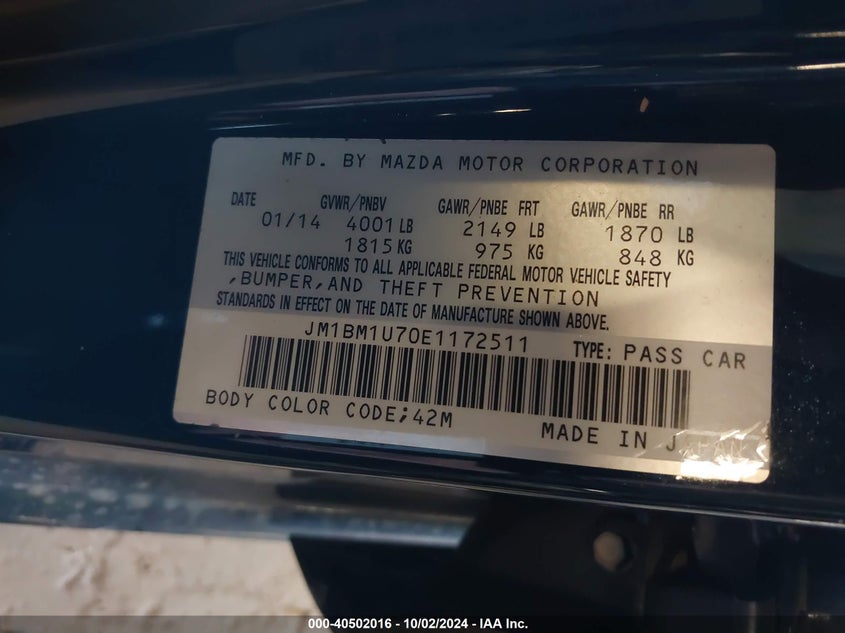 MFD. BY MAZDA MOTOR CORPORATION
DATE GVWR/PNBV GAWR/PNBE FRT GAWR/PNBE RR
01/14 4001 LB 2149 LB 1870 LB
1815 KG 975 KG 848 KG
THIS VEHICLE CONFORMS TO ALL APPLICABLE FEDERAL MOTOR VEHICLE SAFETY
,BUMPER,AND THEFT PREVENTION
STANDARDS IN EFFECT ON THE DATE OF MANUFACTURE SHOWN ABOVE.
JM1BM1U70E1172511 TYPE: PASS CAR
BODY COLOR CODE;42M
MADE IN
000-40502016 - 10/02/2024 - IAA Inc.